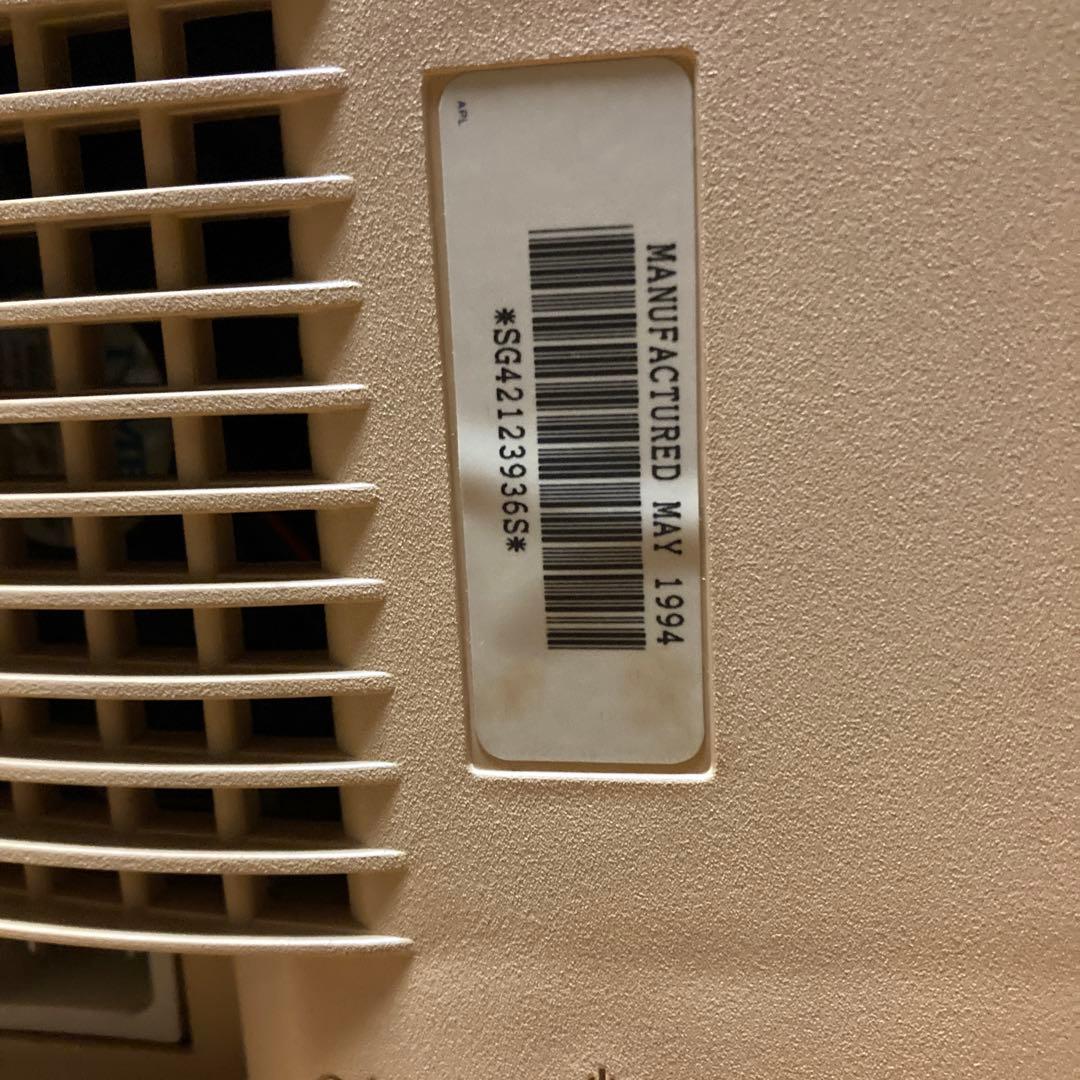 MANUFACTURED MAY 1994
*SG42123936S*
APL